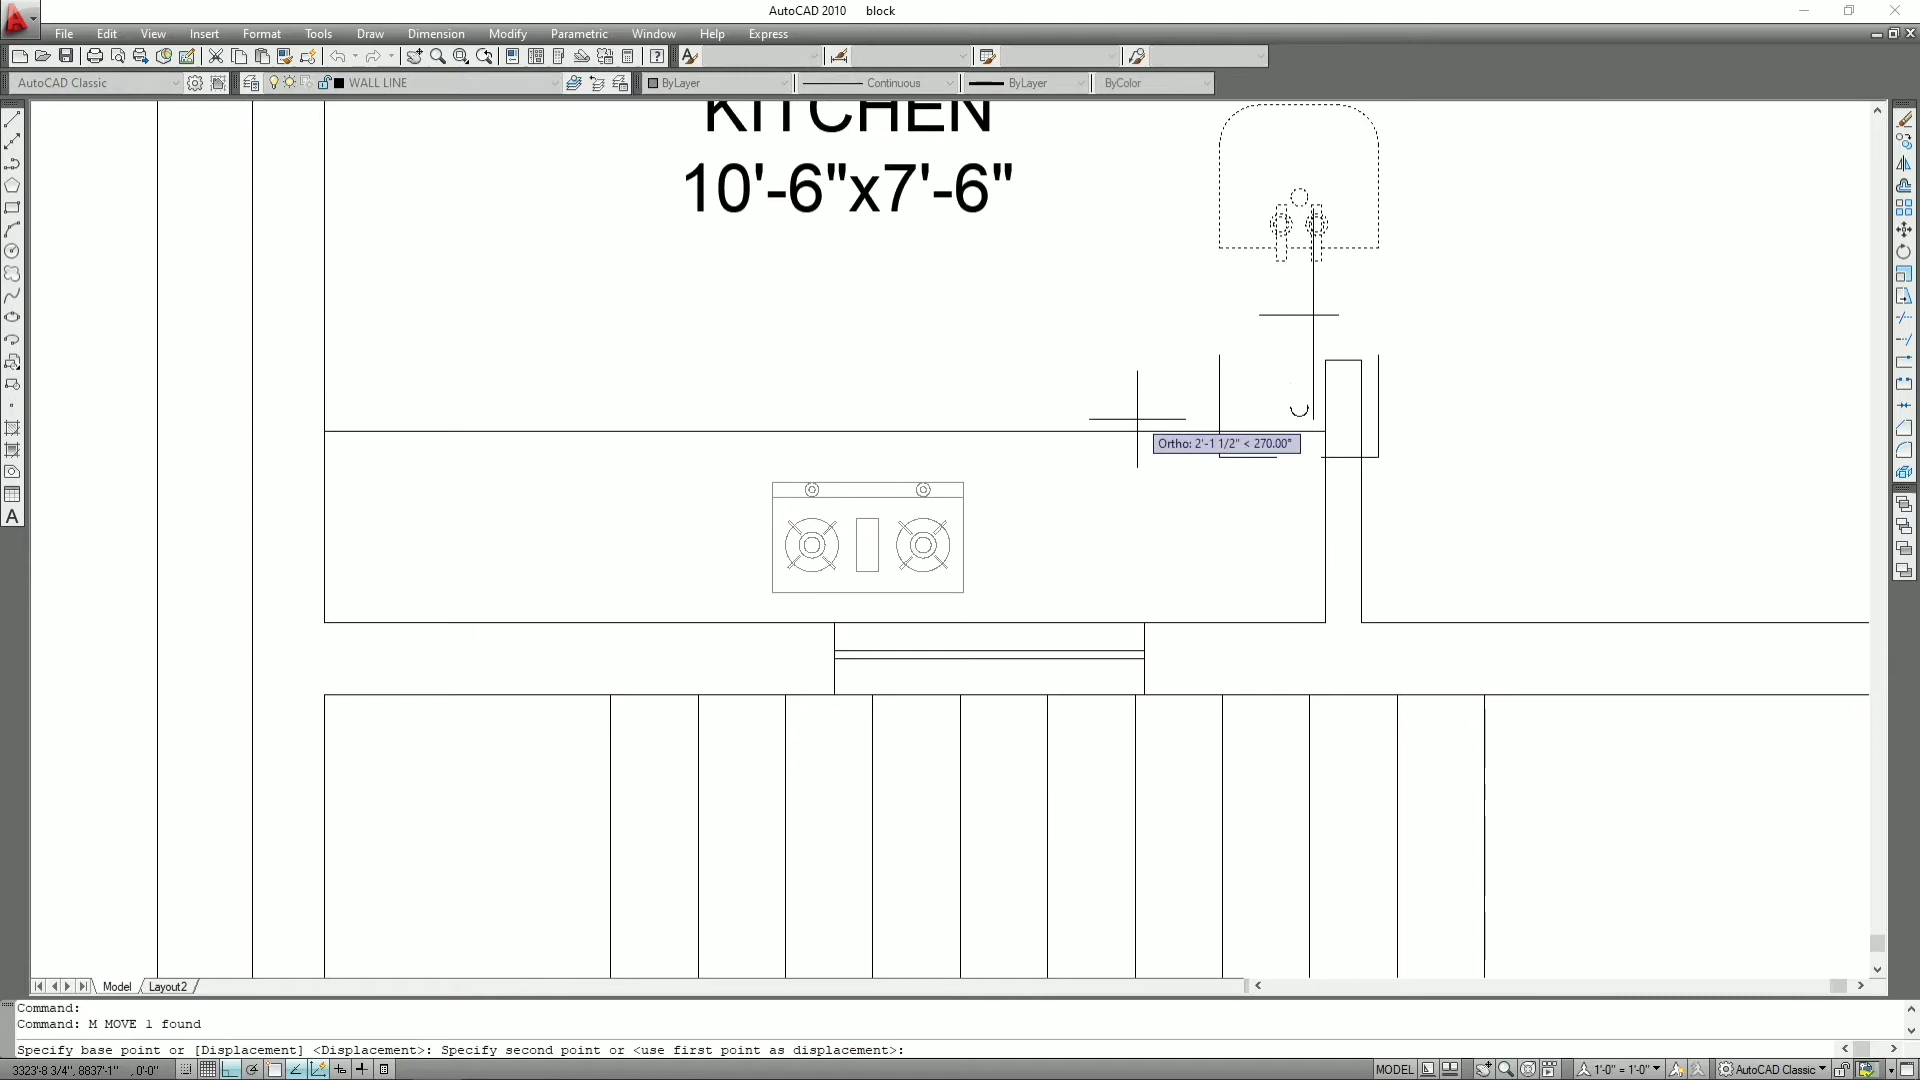 AutoCAD 2010 block
File Edit View Insert Format Tools Draw Dimension Modify Parametric Window Help Express
AutoCAD Classic WALL LINE ByLayer Continuous ByLayer ByColor
KITCHEN
10'-6"x7'-6"
Ortho: 2'-1 1/2" < 270.00°
A
Model Layout2
Command:
Command: M MOVE 1 found
Specify base point or [Displacement] <Displacement>: Specify second point or <use first point as displacement>:
3323'-8 3/4", 8837'-1" , 0'-0" MODEL 1'-0" = 1'-0" AutoCAD Classic